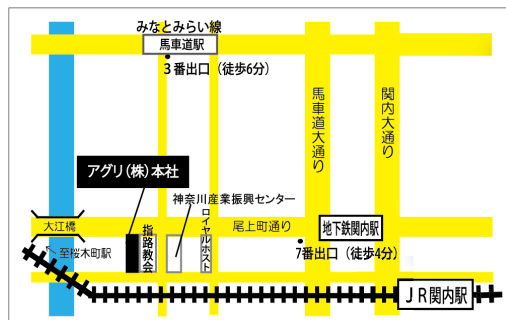 みなとみらい線
馬車道駅
3番出口(徒歩6分)
馬車道大通り
関内大通り
アグリ(株)本社
神奈川産業振興センター
大江橋
指路教会
ロイヤルホスト
尾上町通り
地下鉄関内駅
至桜木町駅
7番出口(徒歩4分)
JR関内駅